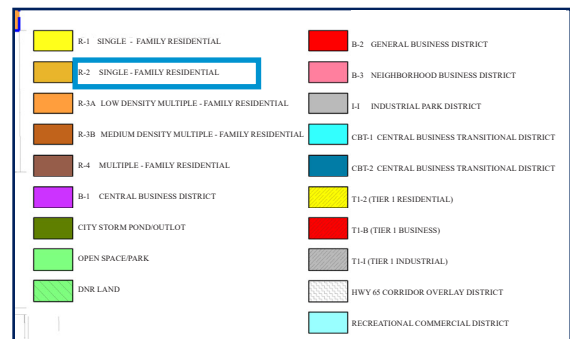 R-1 SINGLE - FAMILY RESIDENTIAL
R-2 SINGLE - FAMILY RESIDENTIAL
R-3A LOW DENSITY MULTIPLE - FAMILY RESIDENTIAL
R-3B MEDIUM DENSITY MULTIPLE - FAMILY RESIDENTIAL
R-4 MULTIPLE - FAMILY RESIDENTIAL
B-1 CENTRAL BUSINESS DISTRICT
CITY STORM POND/OUTLOT
OPEN SPACE/PARK
DNR LAND
B-2 GENERAL BUSINESS DISTRICT
B-3 NEIGHBORHOOD BUSINESS DISTRICT
I-I INDUSTRIAL PARK DISTRICT
CBT-1 CENTRAL BUSINESS TRANSITIONAL DISTRICT
CBT-2 CENTRAL BUSINESS TRANSITIONAL DISTRICT
T1-2 (TIER 1 RESIDENTIAL)
T1-B (TIER 1 BUSINESS)
T1-I (TIER 1 INDUSTRIAL)
HWY 65 CORRIDOR OVERLAY DISTRICT
RECREATIONAL COMMERCIAL DISTRICT